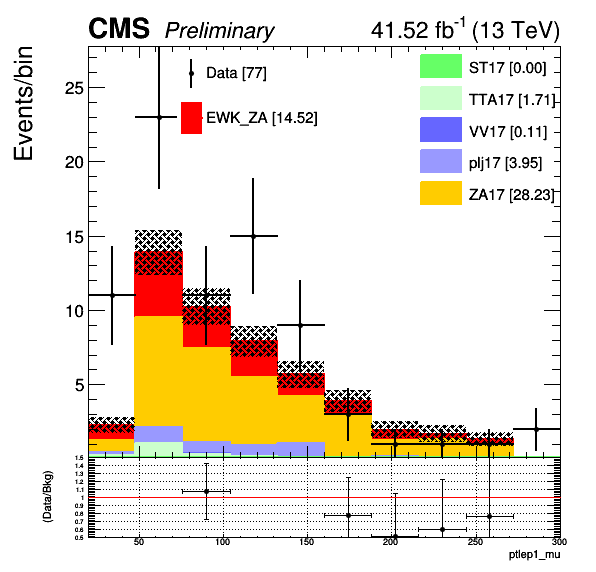 CMS Preliminary 41.52 fb-1 (13 TeV)
Events/bin
25
20
15
10
5
Data [77]
EWK_ZA [14.52]
ST17 [0.00]
TTA17 [1.71]
VV17 [0.11]
plj17 [3.95]
ZA17 [28.23]
(Data/Bkg)
1.5
1.4
1.3
1.2
1.1
1
0.9
0.8
0.7
0.6
0.5
50 100 150 200 250 300
ptlep1_mu